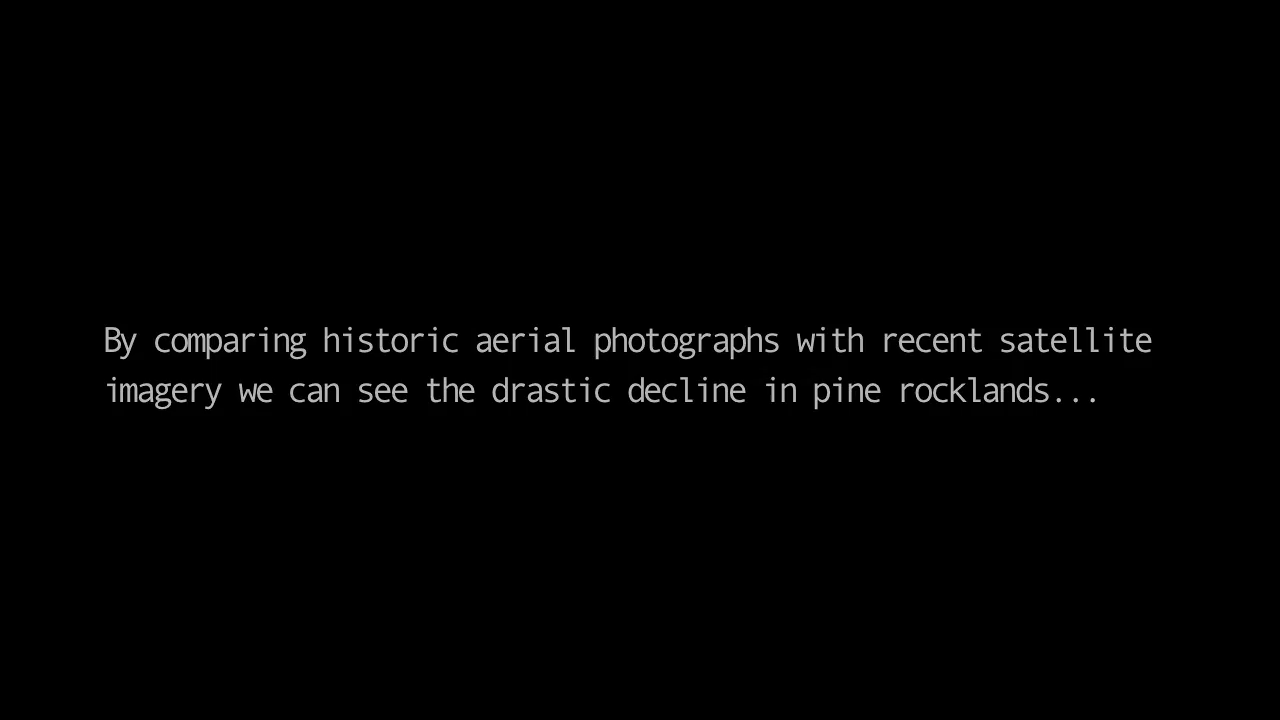 By comparing historic aerial photographs with recent satellite
imagery we can see the drastic decline in pine rocklands...